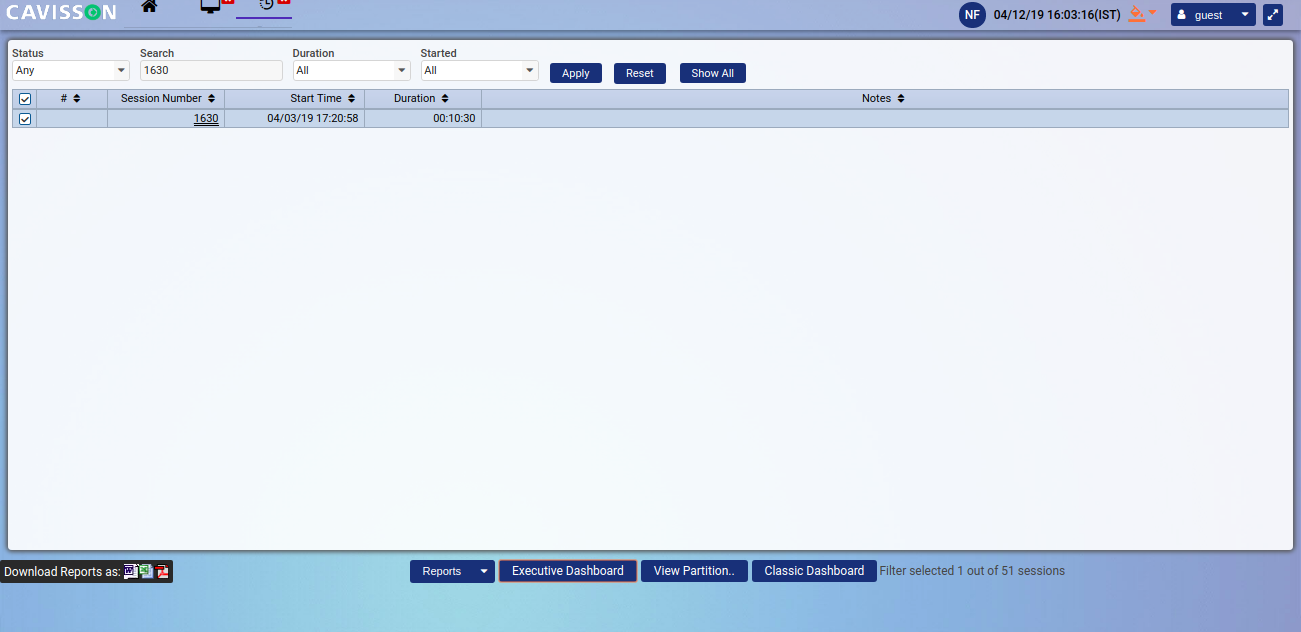 CAVISSON
NF 04/12/19 16:03:16(IST) guest
Status Search Duration Started
Any 1630 All All Apply Reset Show All
# Session Number Start Time Duration Notes
1630 04/03/19 17:20:58 00:10:30
Download Reports as: Reports Executive Dashboard View Partition.. Classic Dashboard Filter selected 1 out of 51 sessions